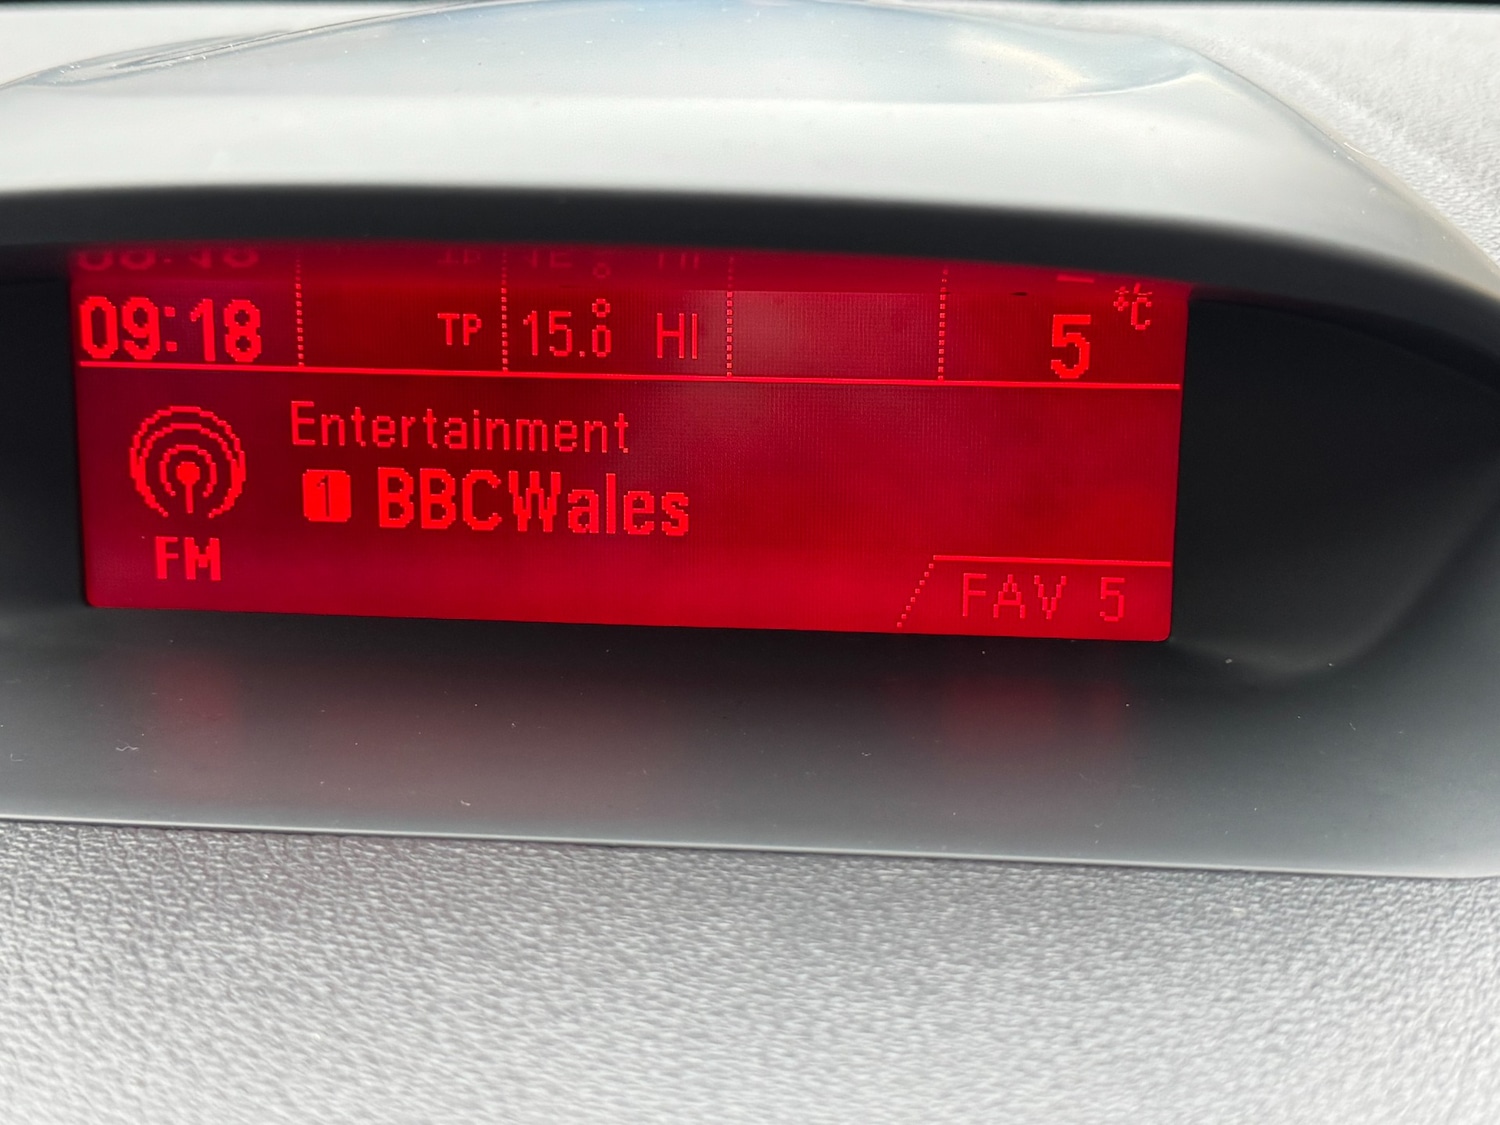 09:18 TP 15.0° HI 5 °C
Entertainment
1 BBCWales
FM
FAV 5